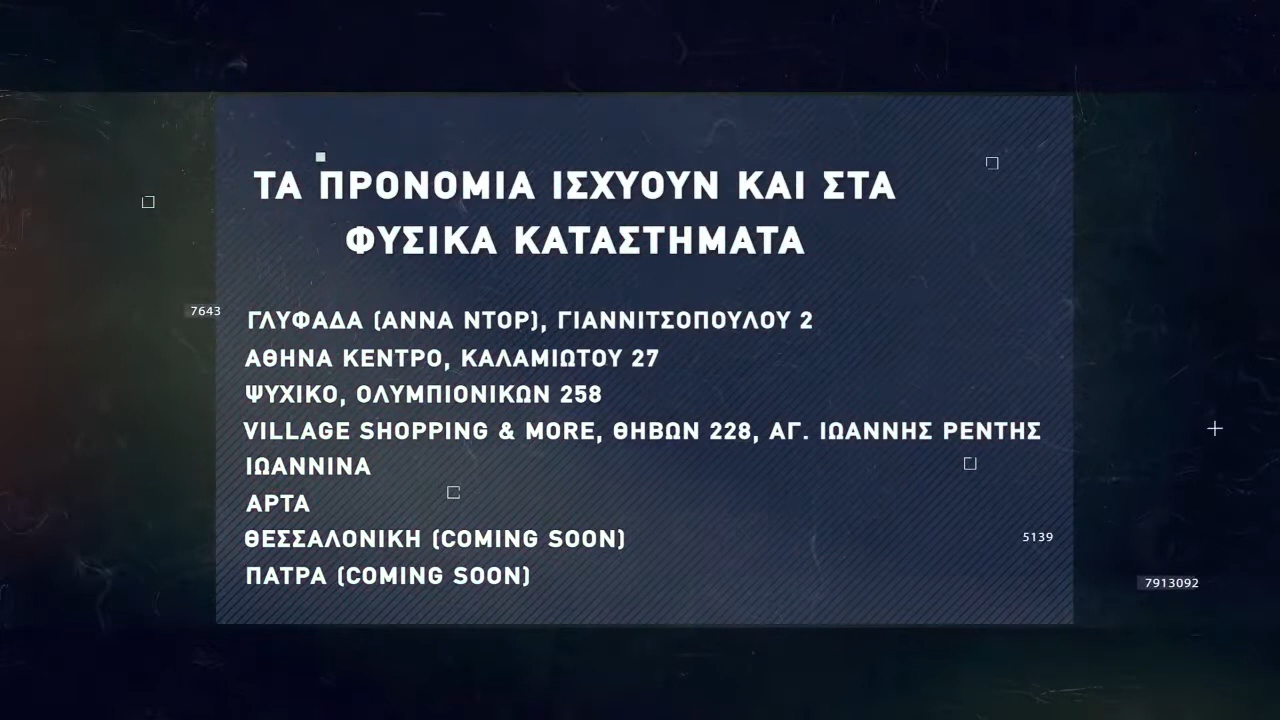 ΤΑ ΠΡΟΝΟΜΙΑ ΙΣΧΥΟΥΝ ΚΑΙ ΣΤΑ
ΦΥΣΙΚΑ ΚΑΤΑΣΤΗΜΑΤΑ
7643
ΓΛΥΦΑΔΑ (ΑΝΝΑ ΝΤΟΡ), ΓΙΑΝΝΙΤΣΟΠΟΥΛΟΥ 2
ΑΘΗΝΑ ΚΕΝΤΡΟ, ΚΑΛΑΜΙΩΤΟΥ 27
ΨΥΧΙΚΟ, ΟΛΥΜΠΙΟΝΙΚΩΝ 258
VILLAGE SHOPPING & MORE, ΘΗΒΩΝ 228, ΑΓ. ΙΩΑΝΝΗΣ ΡΕΝΤΗΣ
ΙΩΑΝΝΙΝΑ
ΑΡΤΑ
ΘΕΣΣΑΛΟΝΙΚΗ (COMING SOON)
5139
ΠΑΤΡΑ (COMING SOON)
7913092